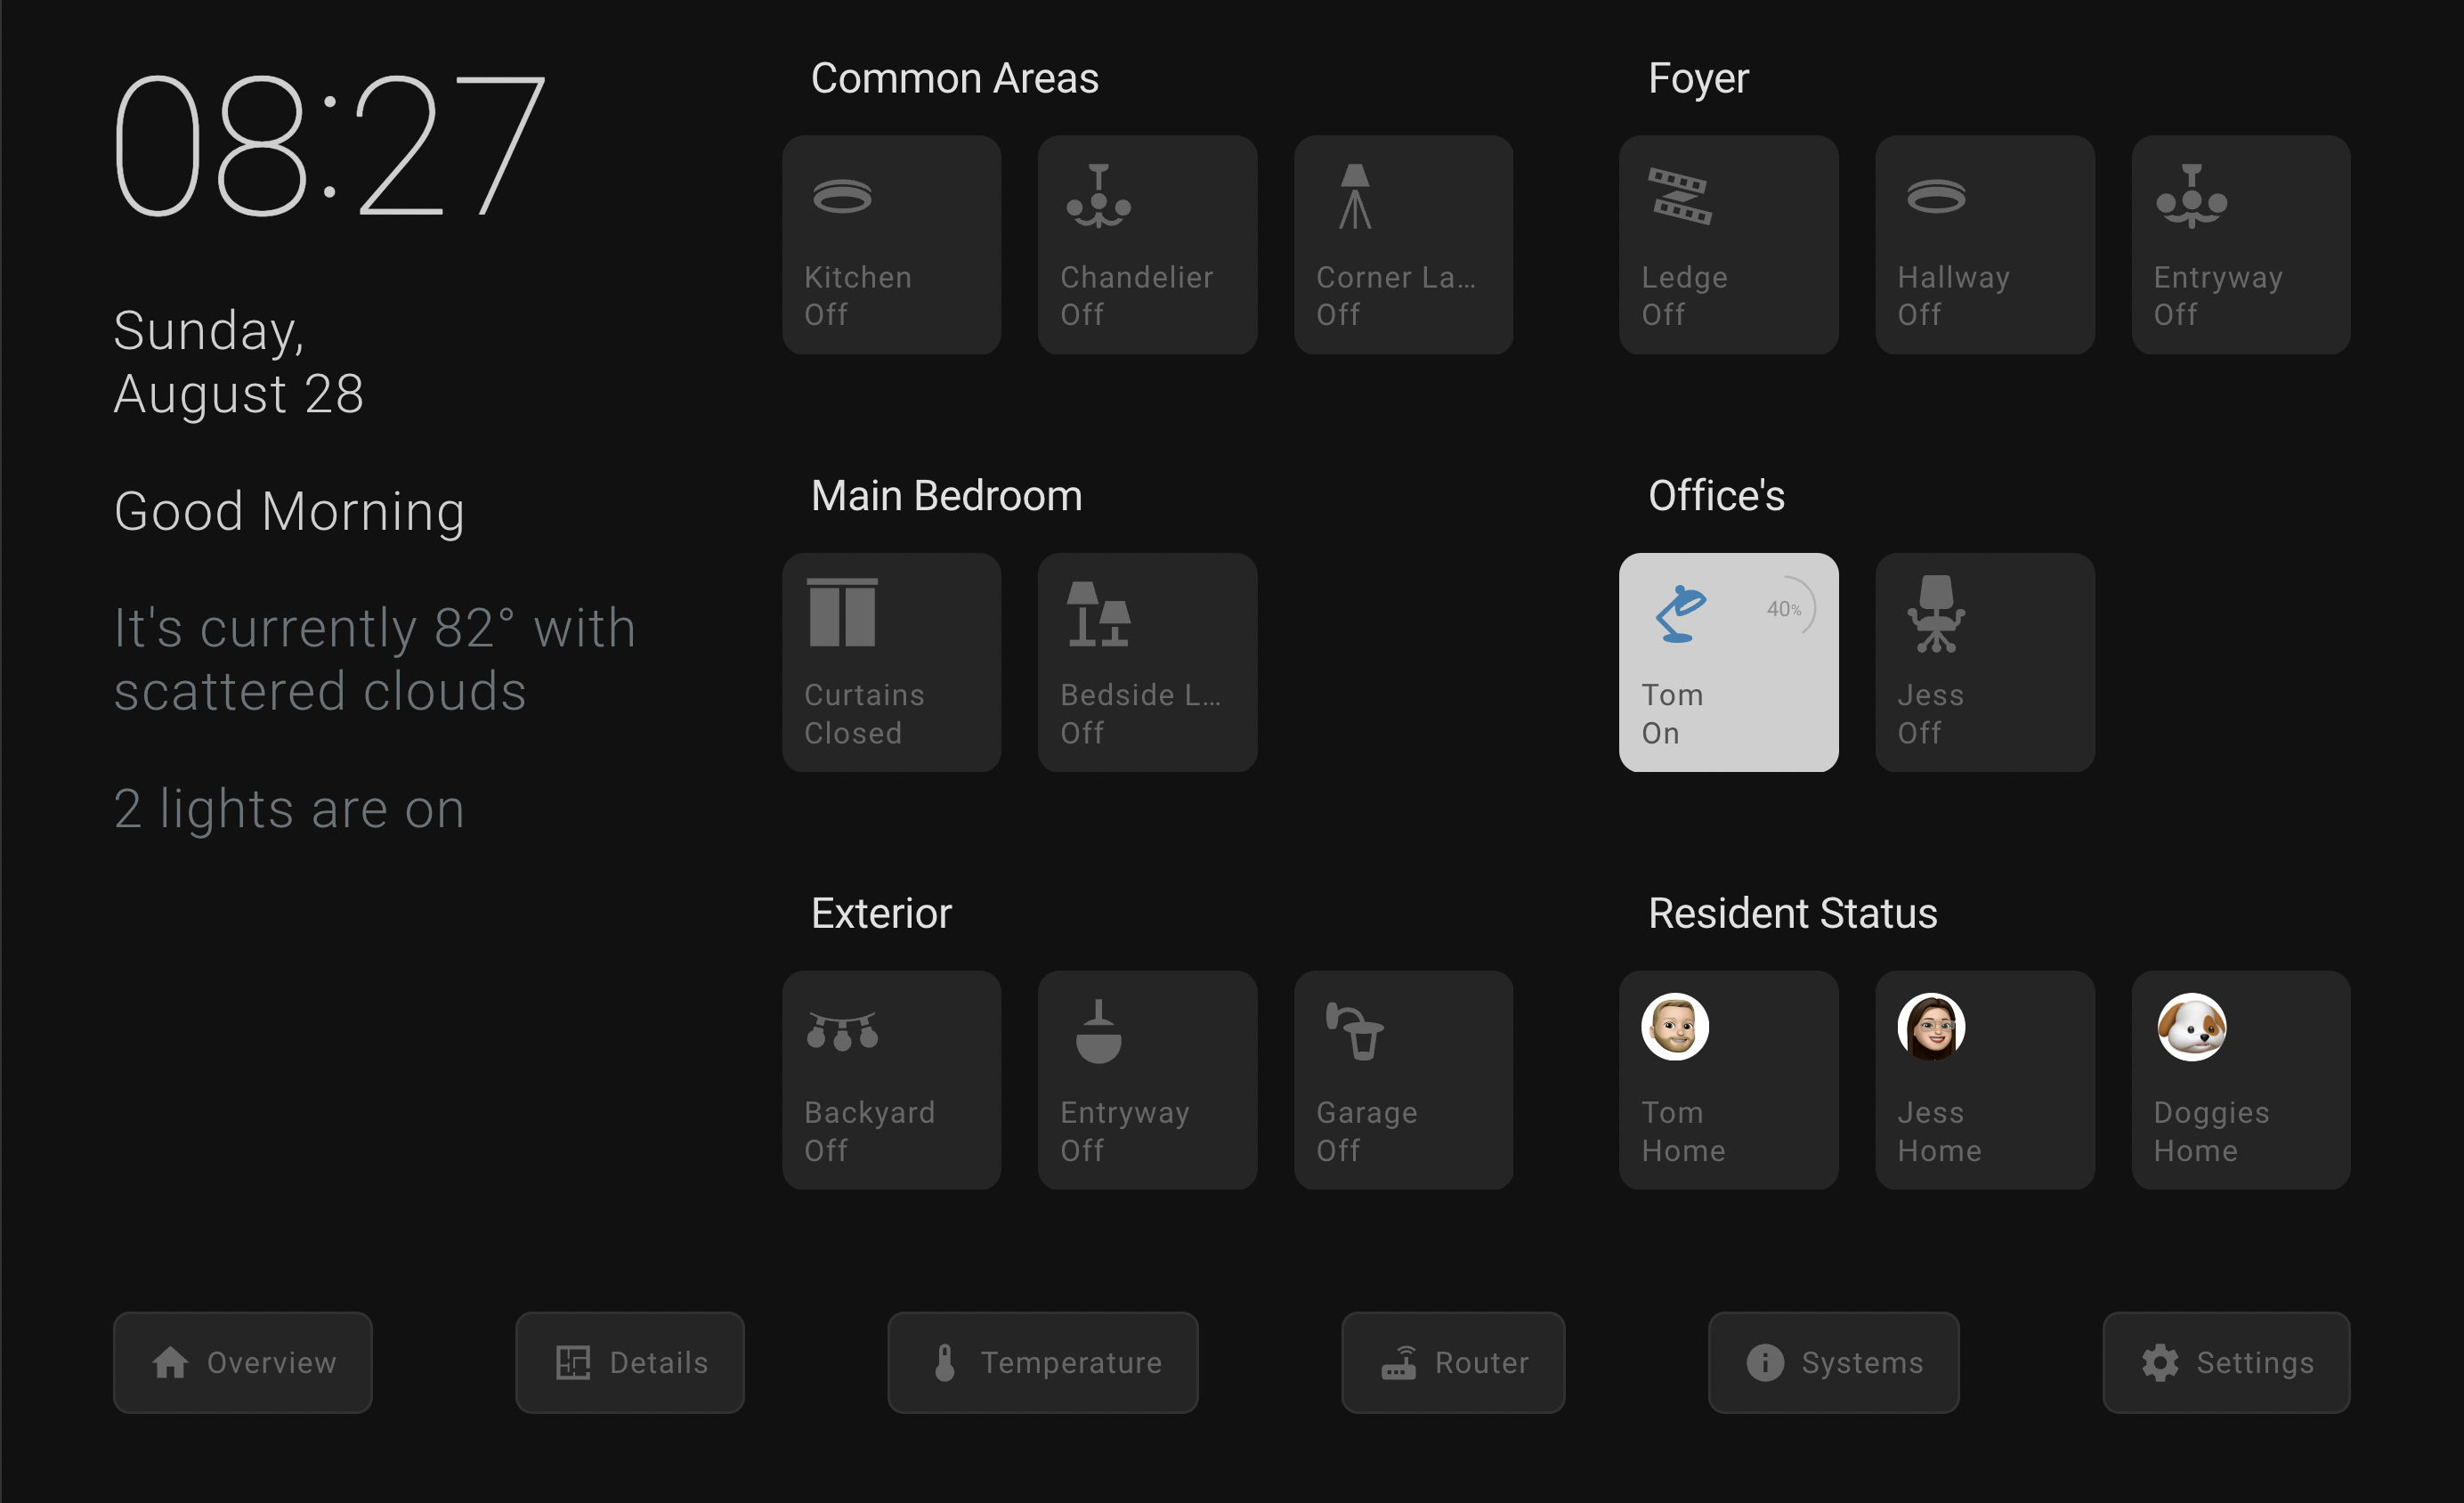 08:27
Sunday,
August 28
Good Morning
It's currently 82° with
scattered clouds
2 lights are on
Common Areas
Kitchen
Off
Chandelier
Off
Corner La...
Off
Foyer
Ledge
Off
Hallway
Off
Entryway
Off
Main Bedroom
Curtains
Closed
Bedside L...
Off
Office's
40%
Tom
On
Jess
Off
Exterior
Backyard
Off
Entryway
Off
Garage
Off
Resident Status
Tom
Home
Jess
Home
Doggies
Home
Overview
Details
Temperature
Router
Systems
Settings